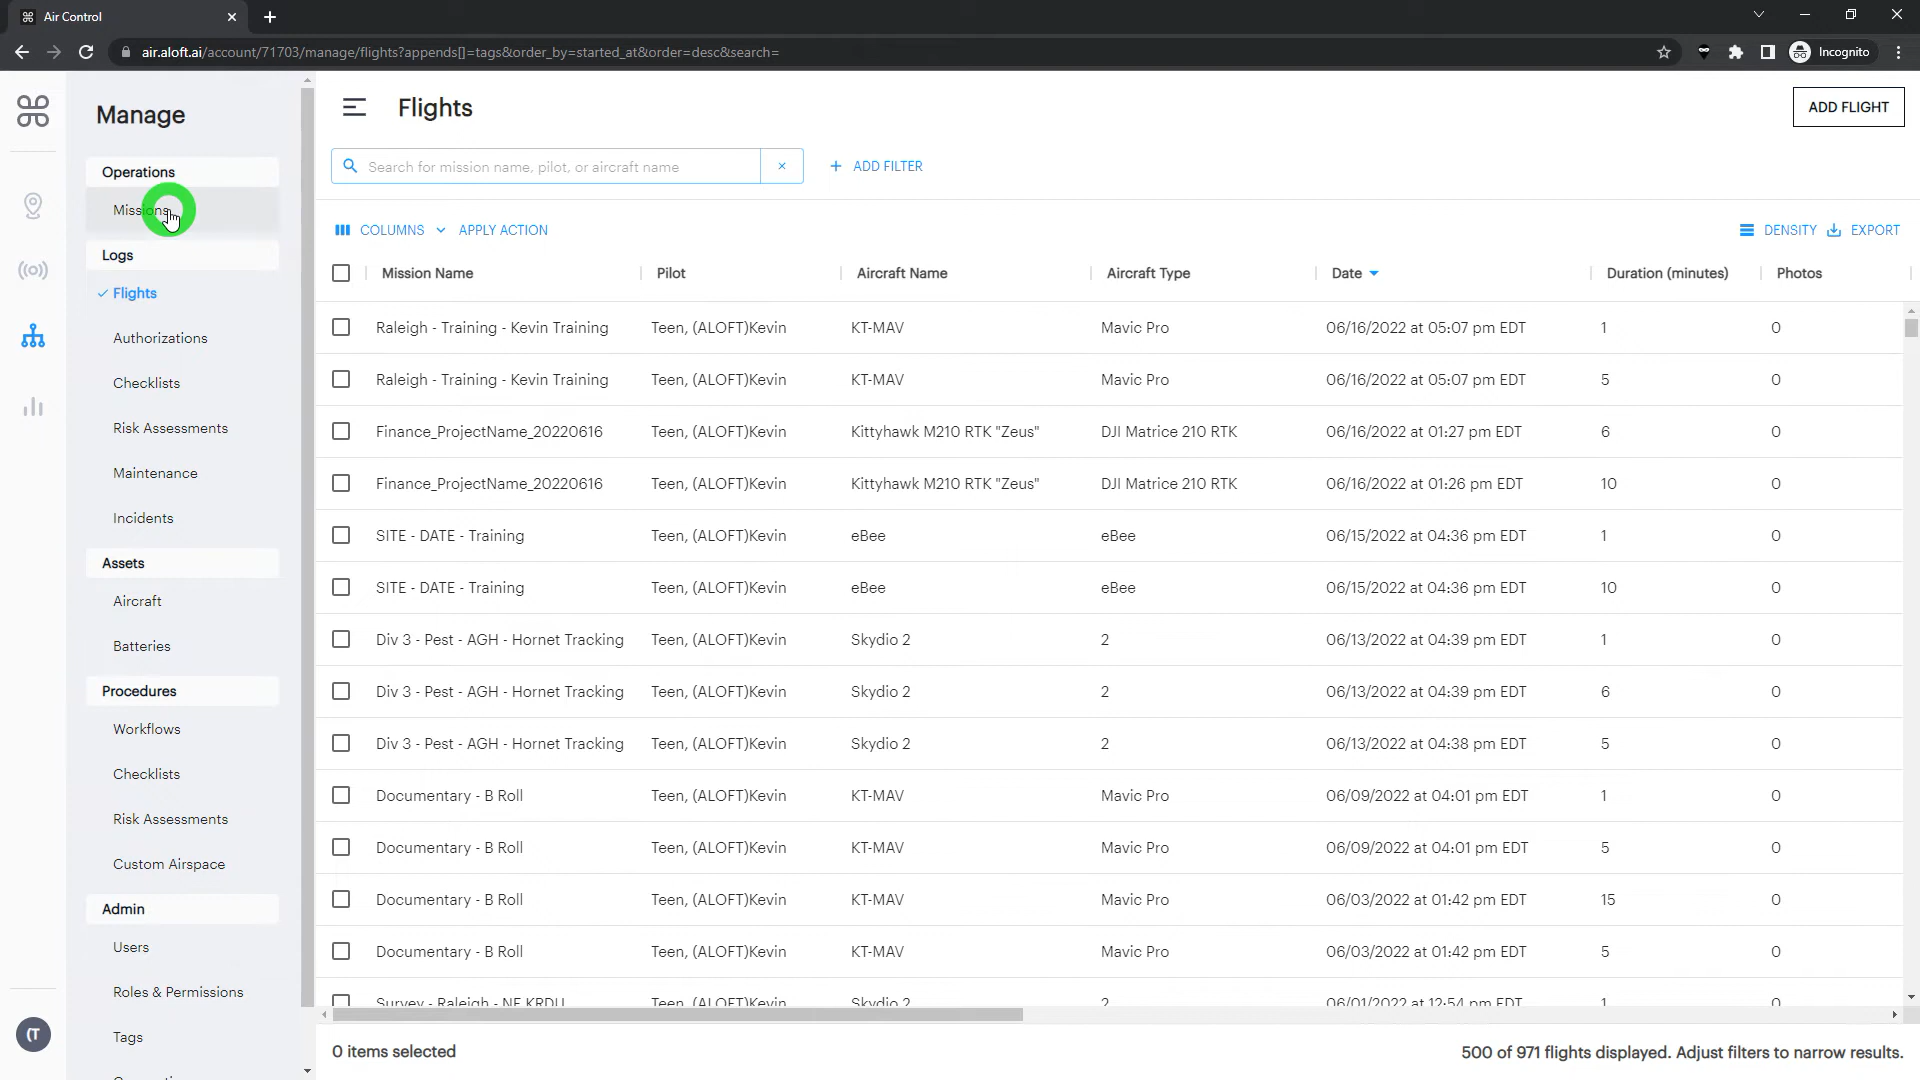 Air Control
air.aloft.ai/account/71703/manage/flights?appends[]=tags&order_by=started_at&order=desc&search=
Incognito
Manage
Operations
Missions
Logs
Flights
Authorizations
Checklists
Risk Assessments
Maintenance
Incidents
Assets
Aircraft
Batteries
Procedures
Workflows
Checklists
Risk Assessments
Custom Airspace
Admin
Users
Roles & Permissions
Tags
(T
Flights
ADD FLIGHT
Search for mission name, pilot, or aircraft name
ADD FILTER
COLUMNS APPLY ACTION DENSITY EXPORT
Mission Name Pilot Aircraft Name Aircraft Type Date Duration (minutes) Photos
Raleigh - Training - Kevin Training Teen, (ALOFT)Kevin KT-MAV Mavic Pro 06/16/2022 at 05:07 pm EDT 1 0
Raleigh - Training - Kevin Training Teen, (ALOFT)Kevin KT-MAV Mavic Pro 06/16/2022 at 05:07 pm EDT 5 0
Finance_ProjectName_20220616 Teen, (ALOFT)Kevin Kittyhawk M210 RTK "Zeus" DJI Matrice 210 RTK 06/16/2022 at 01:27 pm EDT 6 0
Finance_ProjectName_20220616 Teen, (ALOFT)Kevin Kittyhawk M210 RTK "Zeus" DJI Matrice 210 RTK 06/16/2022 at 01:26 pm EDT 10 0
SITE - DATE - Training Teen, (ALOFT)Kevin eBee eBee 06/15/2022 at 04:36 pm EDT 1 0
SITE - DATE - Training Teen, (ALOFT)Kevin eBee eBee 06/15/2022 at 04:36 pm EDT 10 0
Div 3 - Pest - AGH - Hornet Tracking Teen, (ALOFT)Kevin Skydio 2 2 06/13/2022 at 04:39 pm EDT 1 0
Div 3 - Pest - AGH - Hornet Tracking Teen, (ALOFT)Kevin Skydio 2 2 06/13/2022 at 04:39 pm EDT 6 0
Div 3 - Pest - AGH - Hornet Tracking Teen, (ALOFT)Kevin Skydio 2 2 06/13/2022 at 04:38 pm EDT 5 0
Documentary - B Roll Teen, (ALOFT)Kevin KT-MAV Mavic Pro 06/09/2022 at 04:01 pm EDT 1 0
Documentary - B Roll Teen, (ALOFT)Kevin KT-MAV Mavic Pro 06/09/2022 at 04:01 pm EDT 5 0
Documentary - B Roll Teen, (ALOFT)Kevin KT-MAV Mavic Pro 06/03/2022 at 01:42 pm EDT 15 0
Documentary - B Roll Teen, (ALOFT)Kevin KT-MAV Mavic Pro 06/03/2022 at 01:42 pm EDT 5 0
Survey - Raleigh - NE KRDU Teen, (ALOFT)Kevin Skydio 2 2 06/01/2022 at 12:54 pm EDT 1 0
0 items selected
500 of 971 flights displayed. Adjust filters to narrow results.